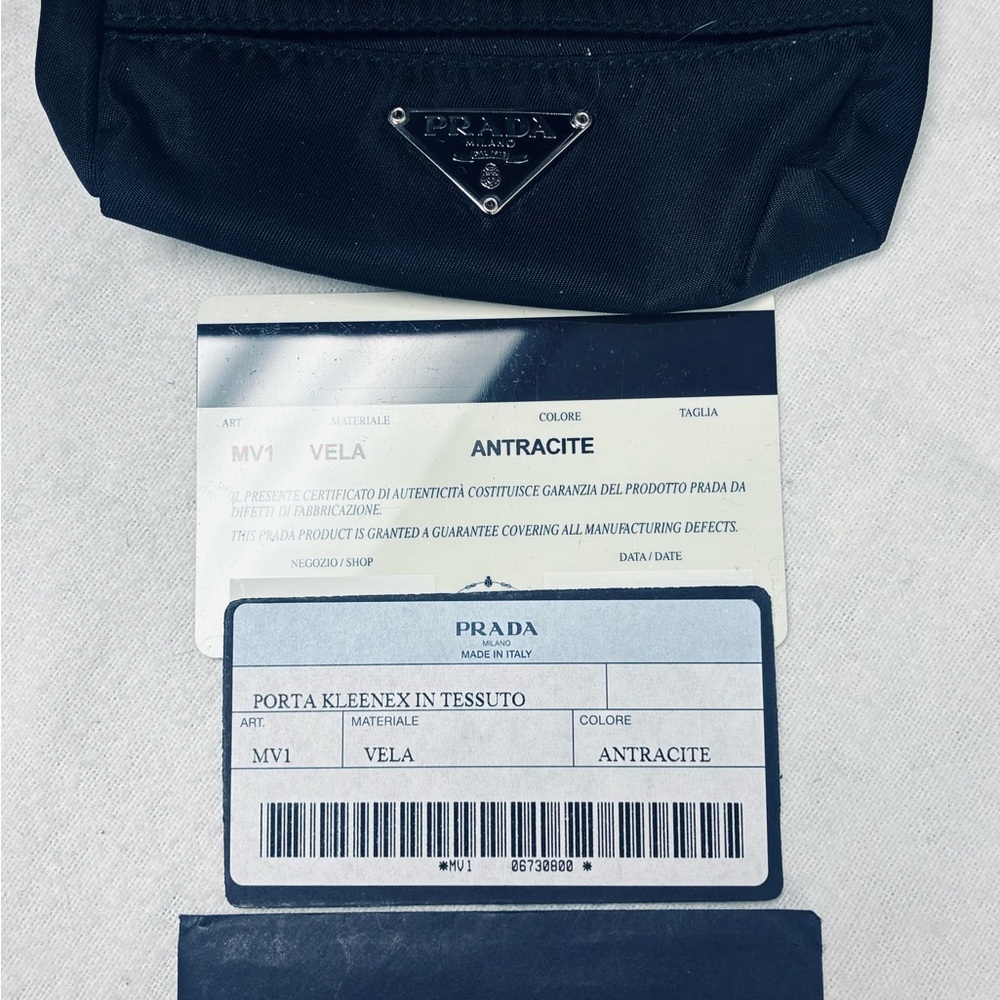 PRADA
MILANO
DAL 1913
ART. MATERIALE COLORE TAGLIA
MV1 VELA ANTRACITE
IL PRESENTE CERTIFICATO DI AUTENTICITÀ COSTITUISCE GARANZIA DEL PRODOTTO PRADA DA
DIFETTI DI FABBRICAZIONE.
THIS PRADA PRODUCT IS GRANTED A GUARANTEE COVERING ALL MANUFACTURING DEFECTS.
NEGOZIO / SHOP DATA / DATE
PRADA
MILANO
MADE IN ITALY
PORTA KLEENEX IN TESSUTO
ART. MATERIALE COLORE
MV1 VELA ANTRACITE
*MV1 06730800 *